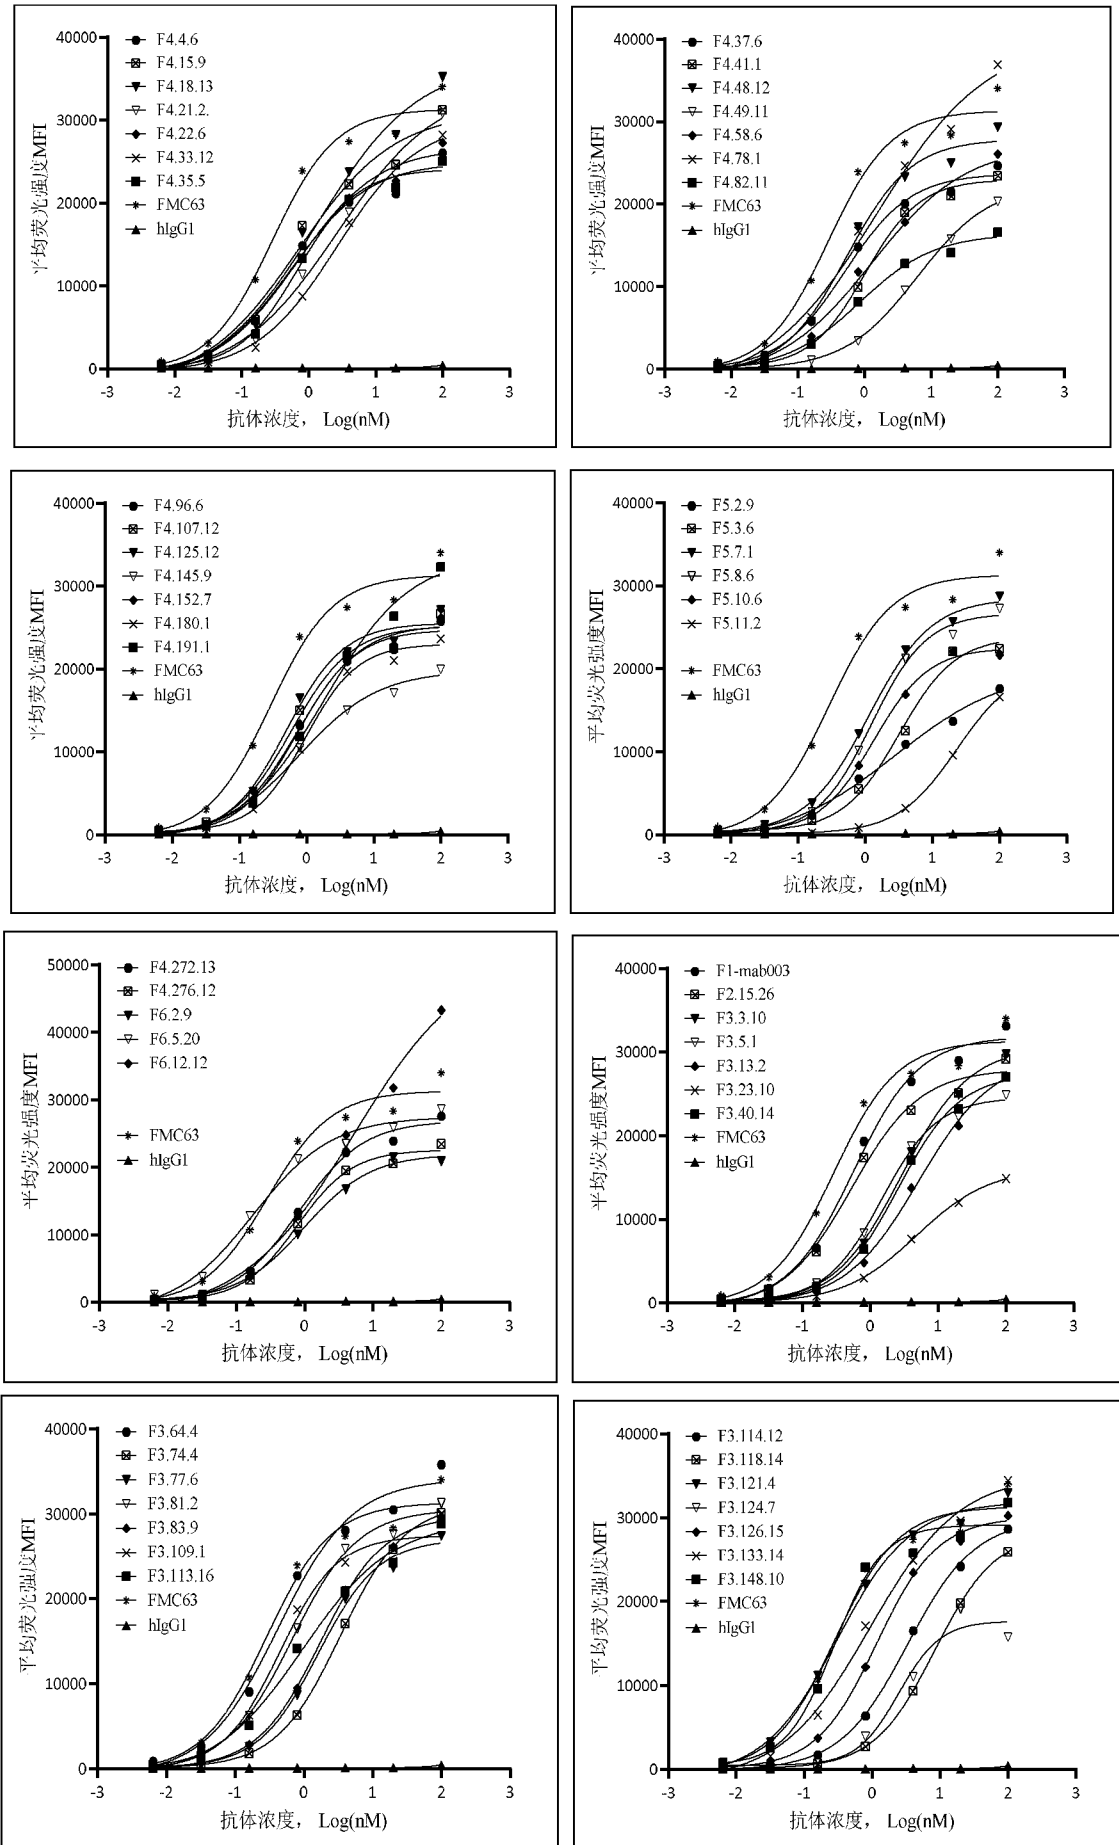 40000
30000
20000
10000
0
平均荧光强度MFI
F4.4.6
F4.15.9
F4.18.13
F4.21.2.
F4.22.6
F4.33.12
F4.35.5
FMC63
hIgG1
-3 -2 -1 0 1 2 3
抗体浓度， Log(nM)
40000
30000
20000
10000
0
平均荧光强度MFI
F4.37.6
F4.41.1
F4.48.12
F4.49.11
F4.58.6
F4.78.1
F4.82.11
FMC63
hIgG1
-3 -2 -1 0 1 2 3
抗体浓度， Log(nM)
40000
30000
20000
10000
0
平均荧光强度MFI
F4.96.6
F4.107.12
F4.125.12
F4.145.9
F4.152.7
F4.180.1
F4.191.1
FMC63
hIgG1
-3 -2 -1 0 1 2 3
抗体浓度， Log(nM)
40000
30000
20000
10000
0
平均荧光强度MFI
F5.2.9
F5.3.6
F5.7.1
F5.8.6
F5.10.6
F5.11.2
FMC63
hIgG1
-3 -2 -1 0 1 2 3
抗体浓度， Log(nM)
50000
40000
30000
20000
10000
0
平均荧光强度MFI
F4.272.13
F4.276.12
F6.2.9
F6.5.20
F6.12.12
FMC63
hIgG1
-3 -2 -1 0 1 2 3
抗体浓度， Log(nM)
40000
30000
20000
10000
0
平均荧光强度MFI
F1-mab003
F2.15.26
F3.3.10
F3.5.1
F3.13.2
F3.23.10
F3.40.14
FMC63
hIgG1
-3 -2 -1 0 1 2 3
抗体浓度， Log(nM)
40000
30000
20000
10000
0
平均荧光强度MFI
F3.64.4
F3.74.4
F3.77.6
F3.81.2
F3.83.9
F3.109.1
F3.113.16
FMC63
hIgG1
-3 -2 -1 0 1 2 3
抗体浓度， Log(nM)
40000
30000
20000
10000
0
平均荧光强度MFI
F3.114.12
F3.118.14
F3.121.4
F3.124.7
F3.126.15
F3.133.14
F3.148.10
FMC63
hIgG1
-3 -2 -1 0 1 2 3
抗体浓度， Log(nM)